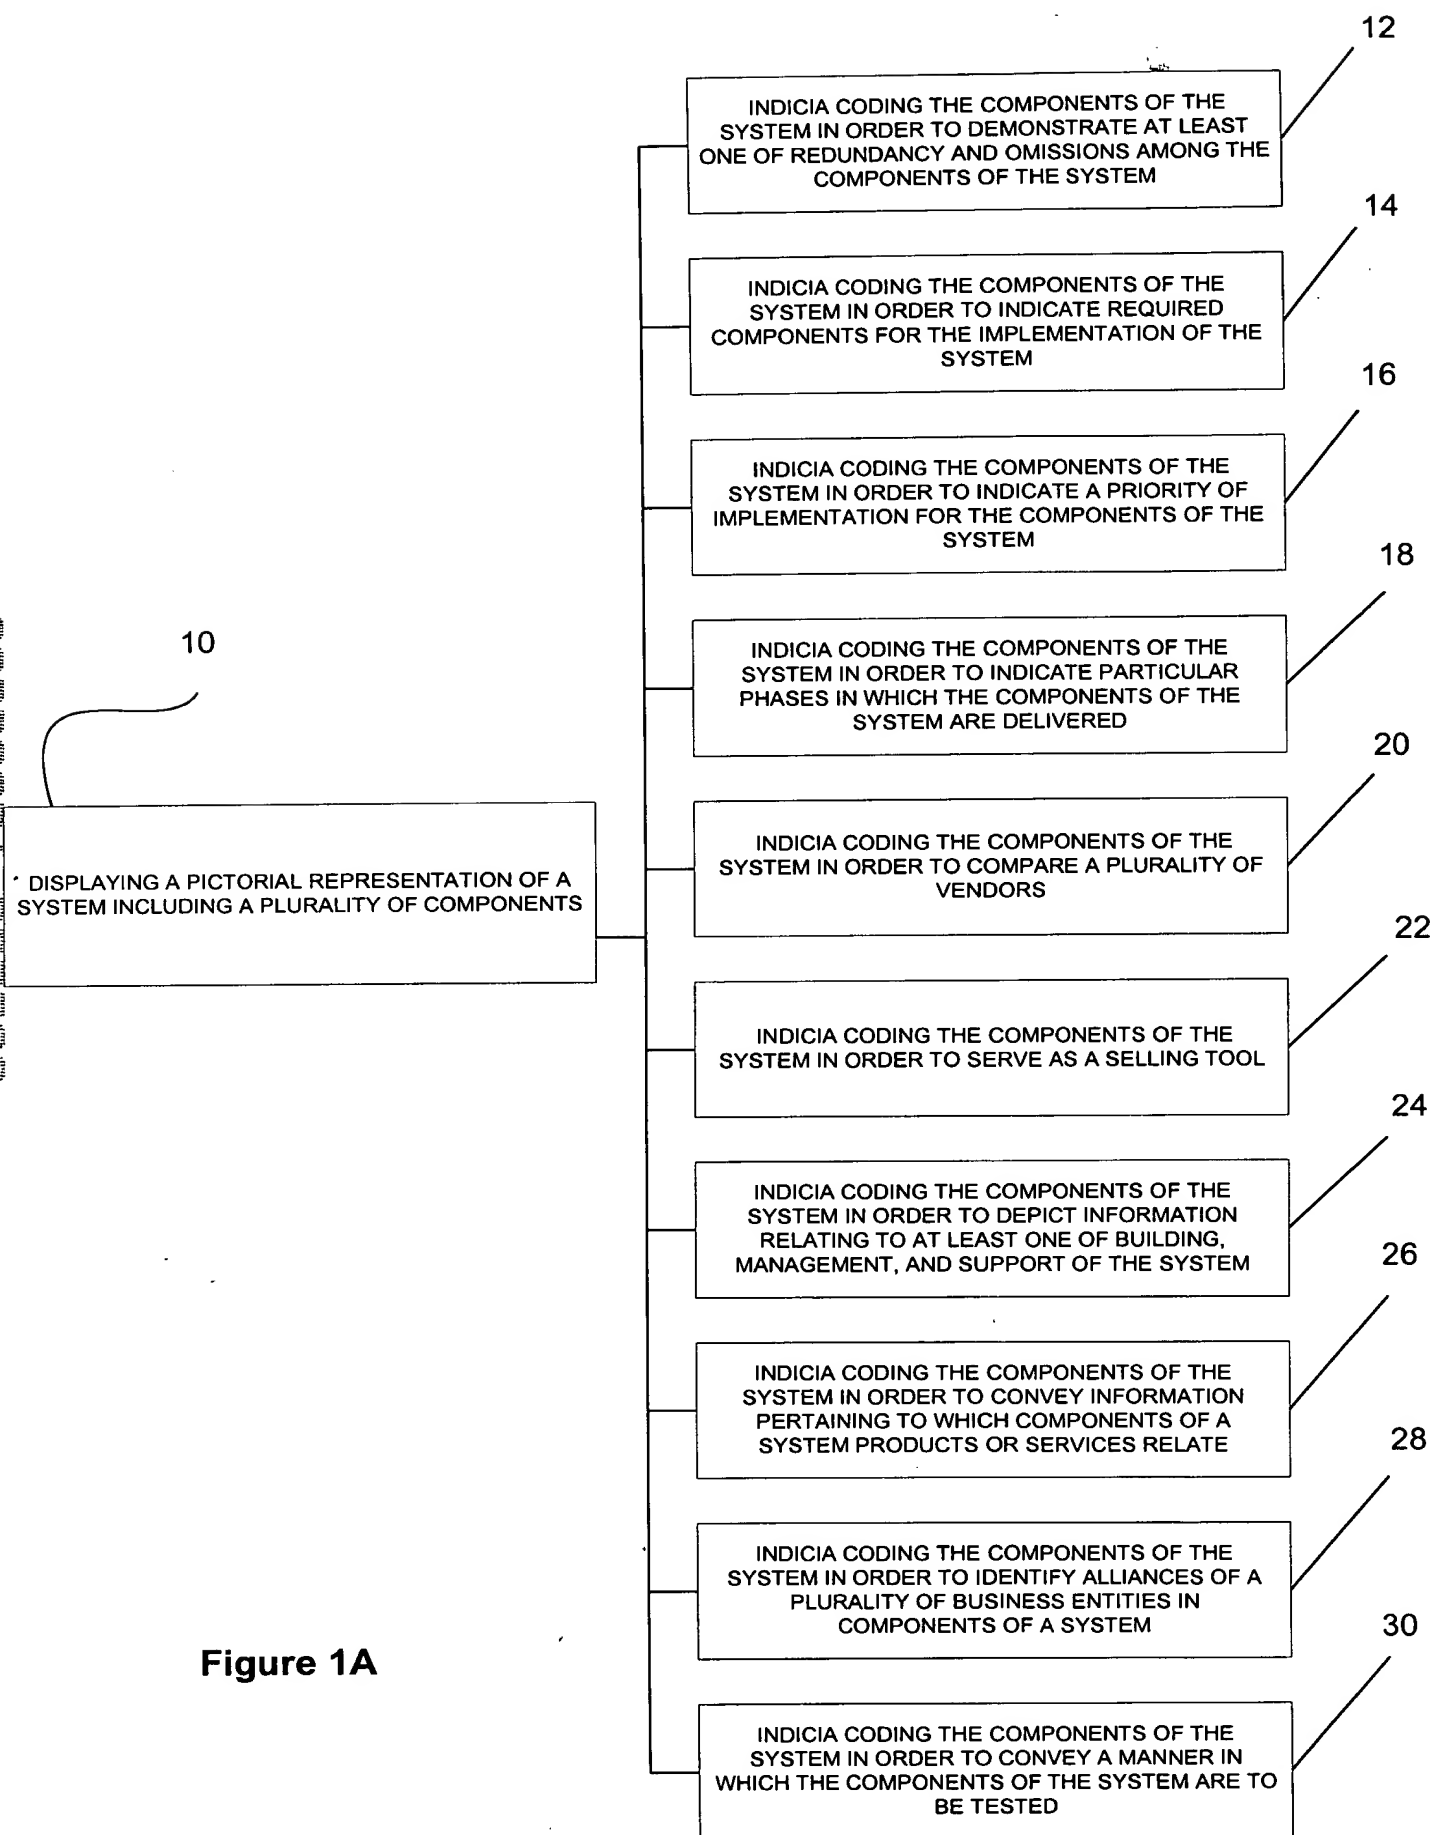 12
INDICIA CODING THE COMPONENTS OF THE
SYSTEM IN ORDER TO DEMONSTRATE AT LEAST
ONE OF REDUNDANCY AND OMISSIONS AMONG THE
COMPONENTS OF THE SYSTEM
14
INDICIA CODING THE COMPONENTS OF THE
SYSTEM IN ORDER TO INDICATE REQUIRED
COMPONENTS FOR THE IMPLEMENTATION OF THE
SYSTEM
16
INDICIA CODING THE COMPONENTS OF THE
SYSTEM IN ORDER TO INDICATE A PRIORITY OF
IMPLEMENTATION FOR THE COMPONENTS OF THE
SYSTEM
18
INDICIA CODING THE COMPONENTS OF THE
SYSTEM IN ORDER TO INDICATE PARTICULAR
PHASES IN WHICH THE COMPONENTS OF THE
SYSTEM ARE DELIVERED
10
DISPLAYING A PICTORIAL REPRESENTATION OF A
SYSTEM INCLUDING A PLURALITY OF COMPONENTS
20
INDICIA CODING THE COMPONENTS OF THE
SYSTEM IN ORDER TO COMPARE A PLURALITY OF
VENDORS
22
INDICIA CODING THE COMPONENTS OF THE
SYSTEM IN ORDER TO SERVE AS A SELLING TOOL
24
INDICIA CODING THE COMPONENTS OF THE
SYSTEM IN ORDER TO DEPICT INFORMATION
RELATING TO AT LEAST ONE OF BUILDING,
MANAGEMENT, AND SUPPORT OF THE SYSTEM
26
INDICIA CODING THE COMPONENTS OF THE
SYSTEM IN ORDER TO CONVEY INFORMATION
PERTAINING TO WHICH COMPONENTS OF A
SYSTEM PRODUCTS OR SERVICES RELATE
28
INDICIA CODING THE COMPONENTS OF THE
SYSTEM IN ORDER TO IDENTIFY ALLIANCES OF A
PLURALITY OF BUSINESS ENTITIES IN
COMPONENTS OF A SYSTEM
30
INDICIA CODING THE COMPONENTS OF THE
SYSTEM IN ORDER TO CONVEY A MANNER IN
WHICH THE COMPONENTS OF THE SYSTEM ARE TO
BE TESTED
Figure 1A